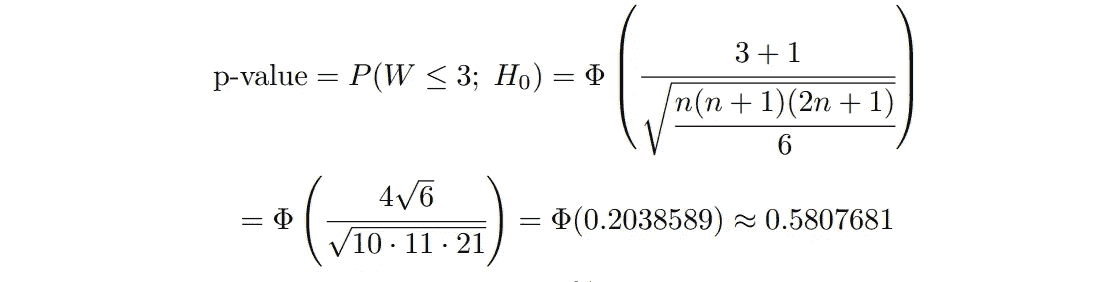 p-value = P(W ≤ 3; H₀) = Φ( (3 + 1) / √( n(n + 1)(2n + 1) / 6 ) )
= Φ( 4√6 / √(10 · 11 · 21) ) = Φ(0.2038589) ≈ 0.5807681